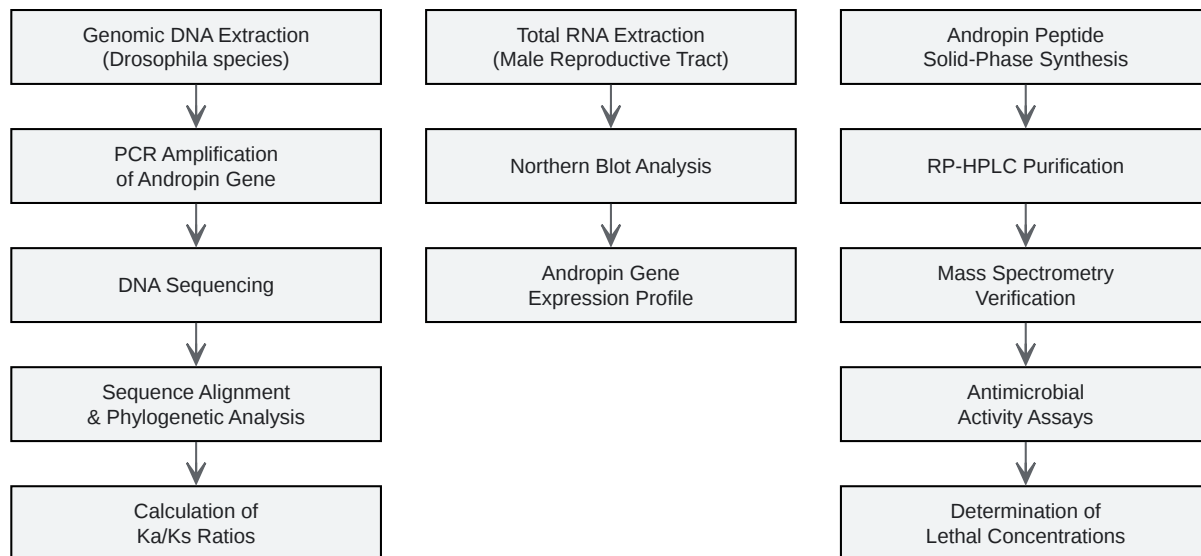 Genomic DNA Extraction
(Drosophila species)
PCR Amplification
of Andropin Gene
DNA Sequencing
Sequence Alignment
& Phylogenetic Analysis
Calculation of
Ka/Ks Ratios
Total RNA Extraction
(Male Reproductive Tract)
Northern Blot Analysis
Andropin Gene
Expression Profile
Andropin Peptide
Solid-Phase Synthesis
RP-HPLC Purification
Mass Spectrometry
Verification
Antimicrobial
Activity Assays
Determination of
Lethal Concentrations